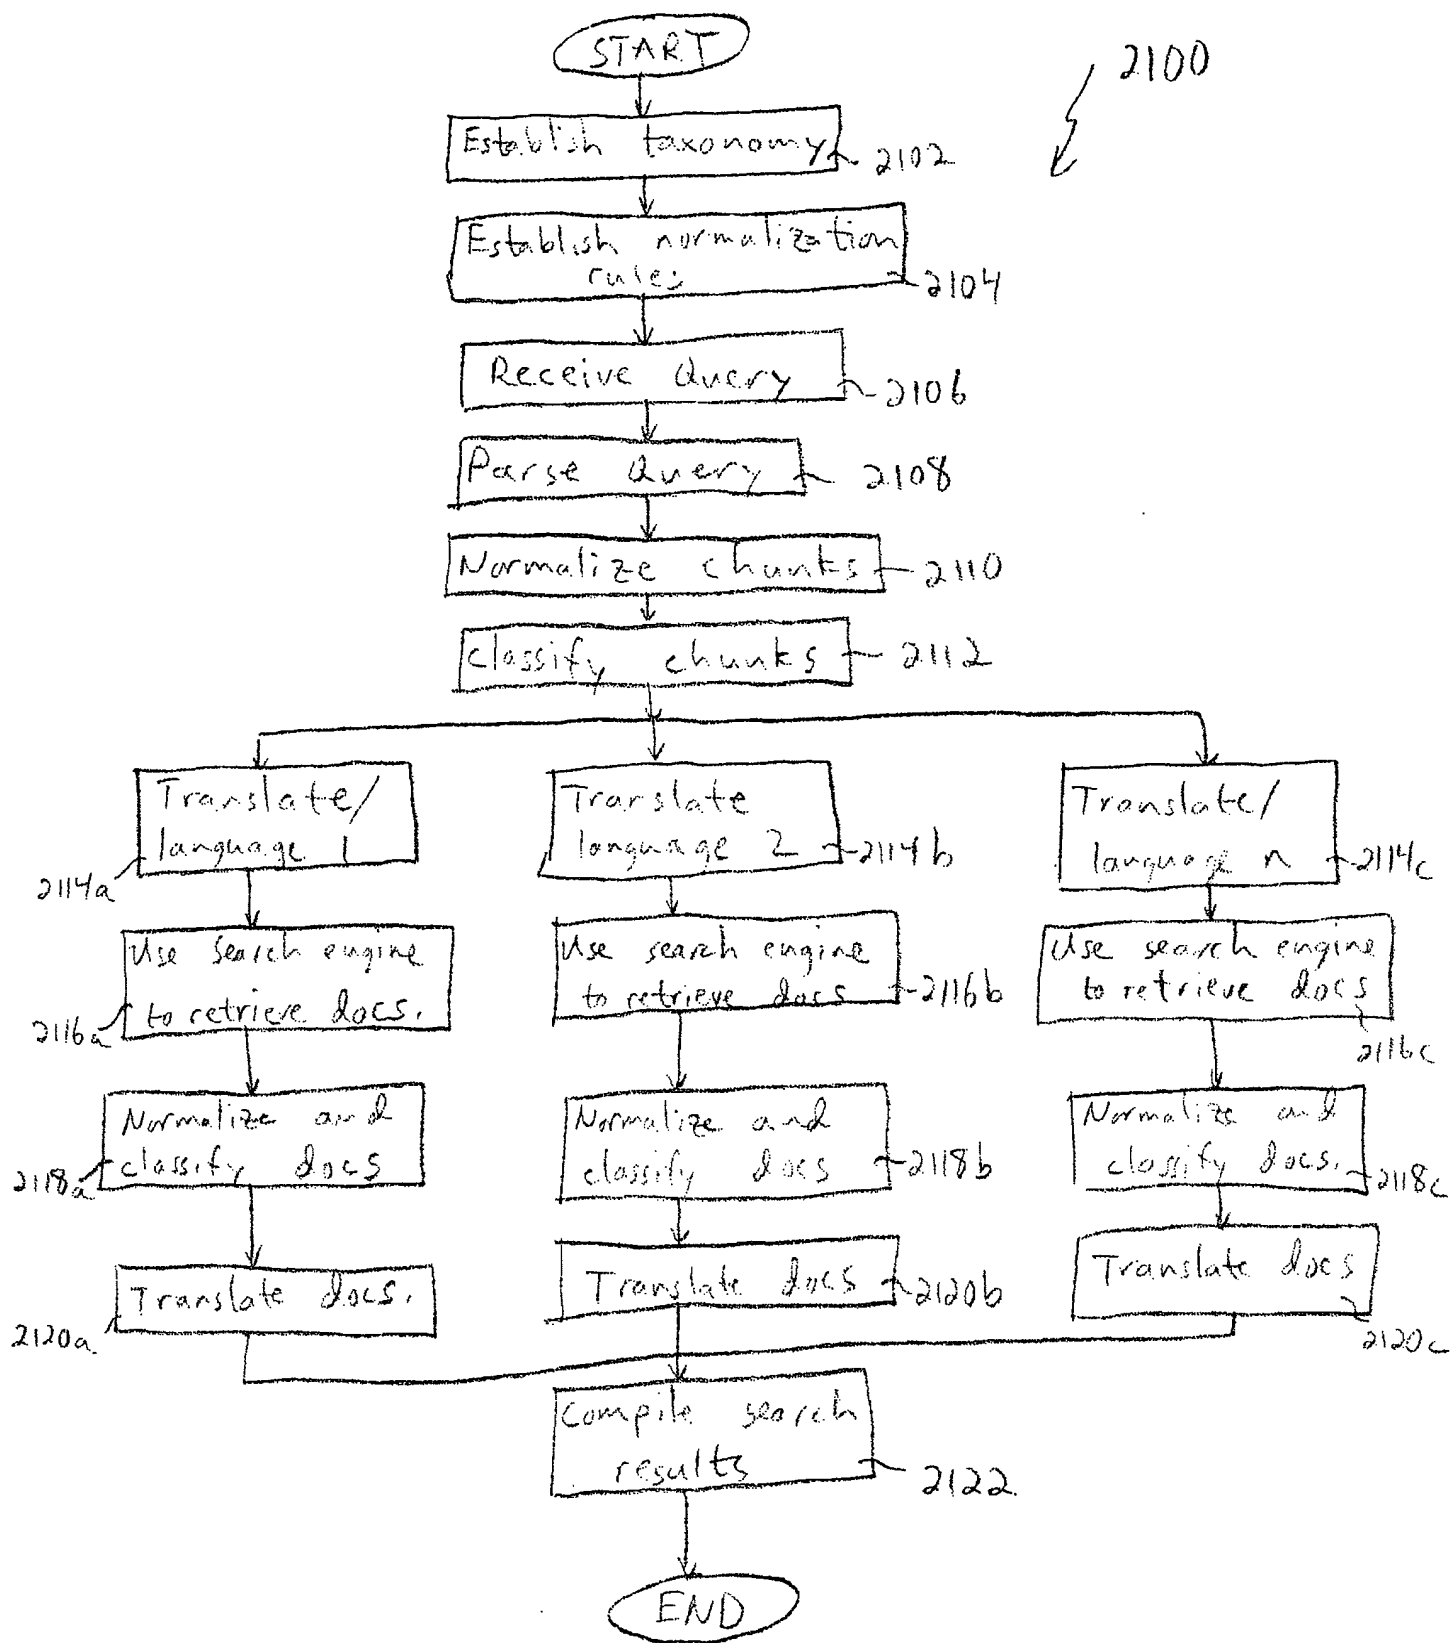 START
2100
Establish taxonomy
2102
Establish normalization
rules
2104
Receive Query
2106
Parse Query
2108
Normalize chunks
2110
classify chunks
2112
Translate/
language 1
2114a
Translate
language 2
2114b
Translate/
language n
2114c
Use search engine
to retrieve docs.
2116a
Use search engine
to retrieve docs
2116b
Use search engine
to retrieve docs
2116c
Normalize and
classify docs
2118a
Normalize and
classify docs
2118b
Normalize and
classify docs.
2118c
Translate docs.
2120a
Translate docs
2120b
Translate docs
2120c
Compile search
results
2122
END